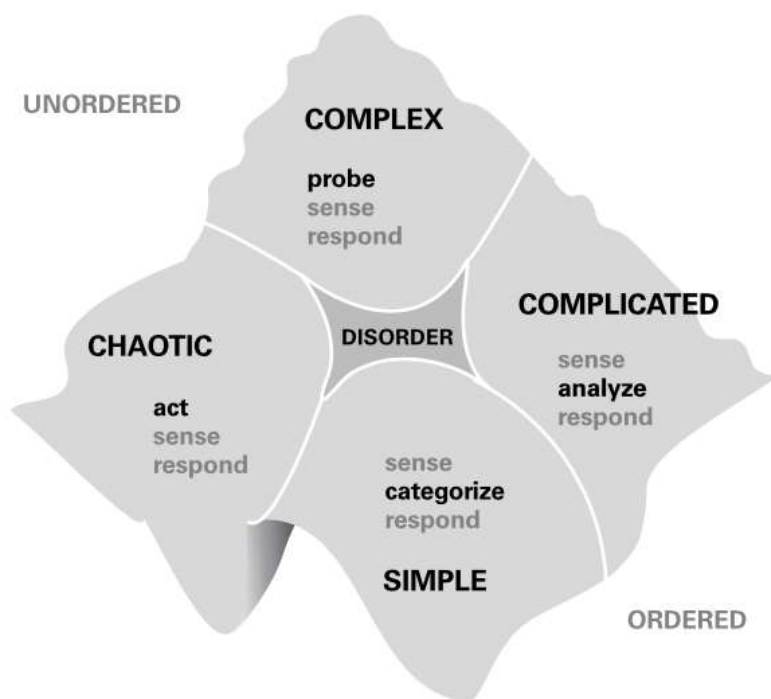 UNORDERED
COMPLEX
probe
sense
respond
COMPLICATED
sense
analyze
respond
DISORDER
CHAOTIC
act
sense
respond
sense
categorize
respond
SIMPLE
ORDERED